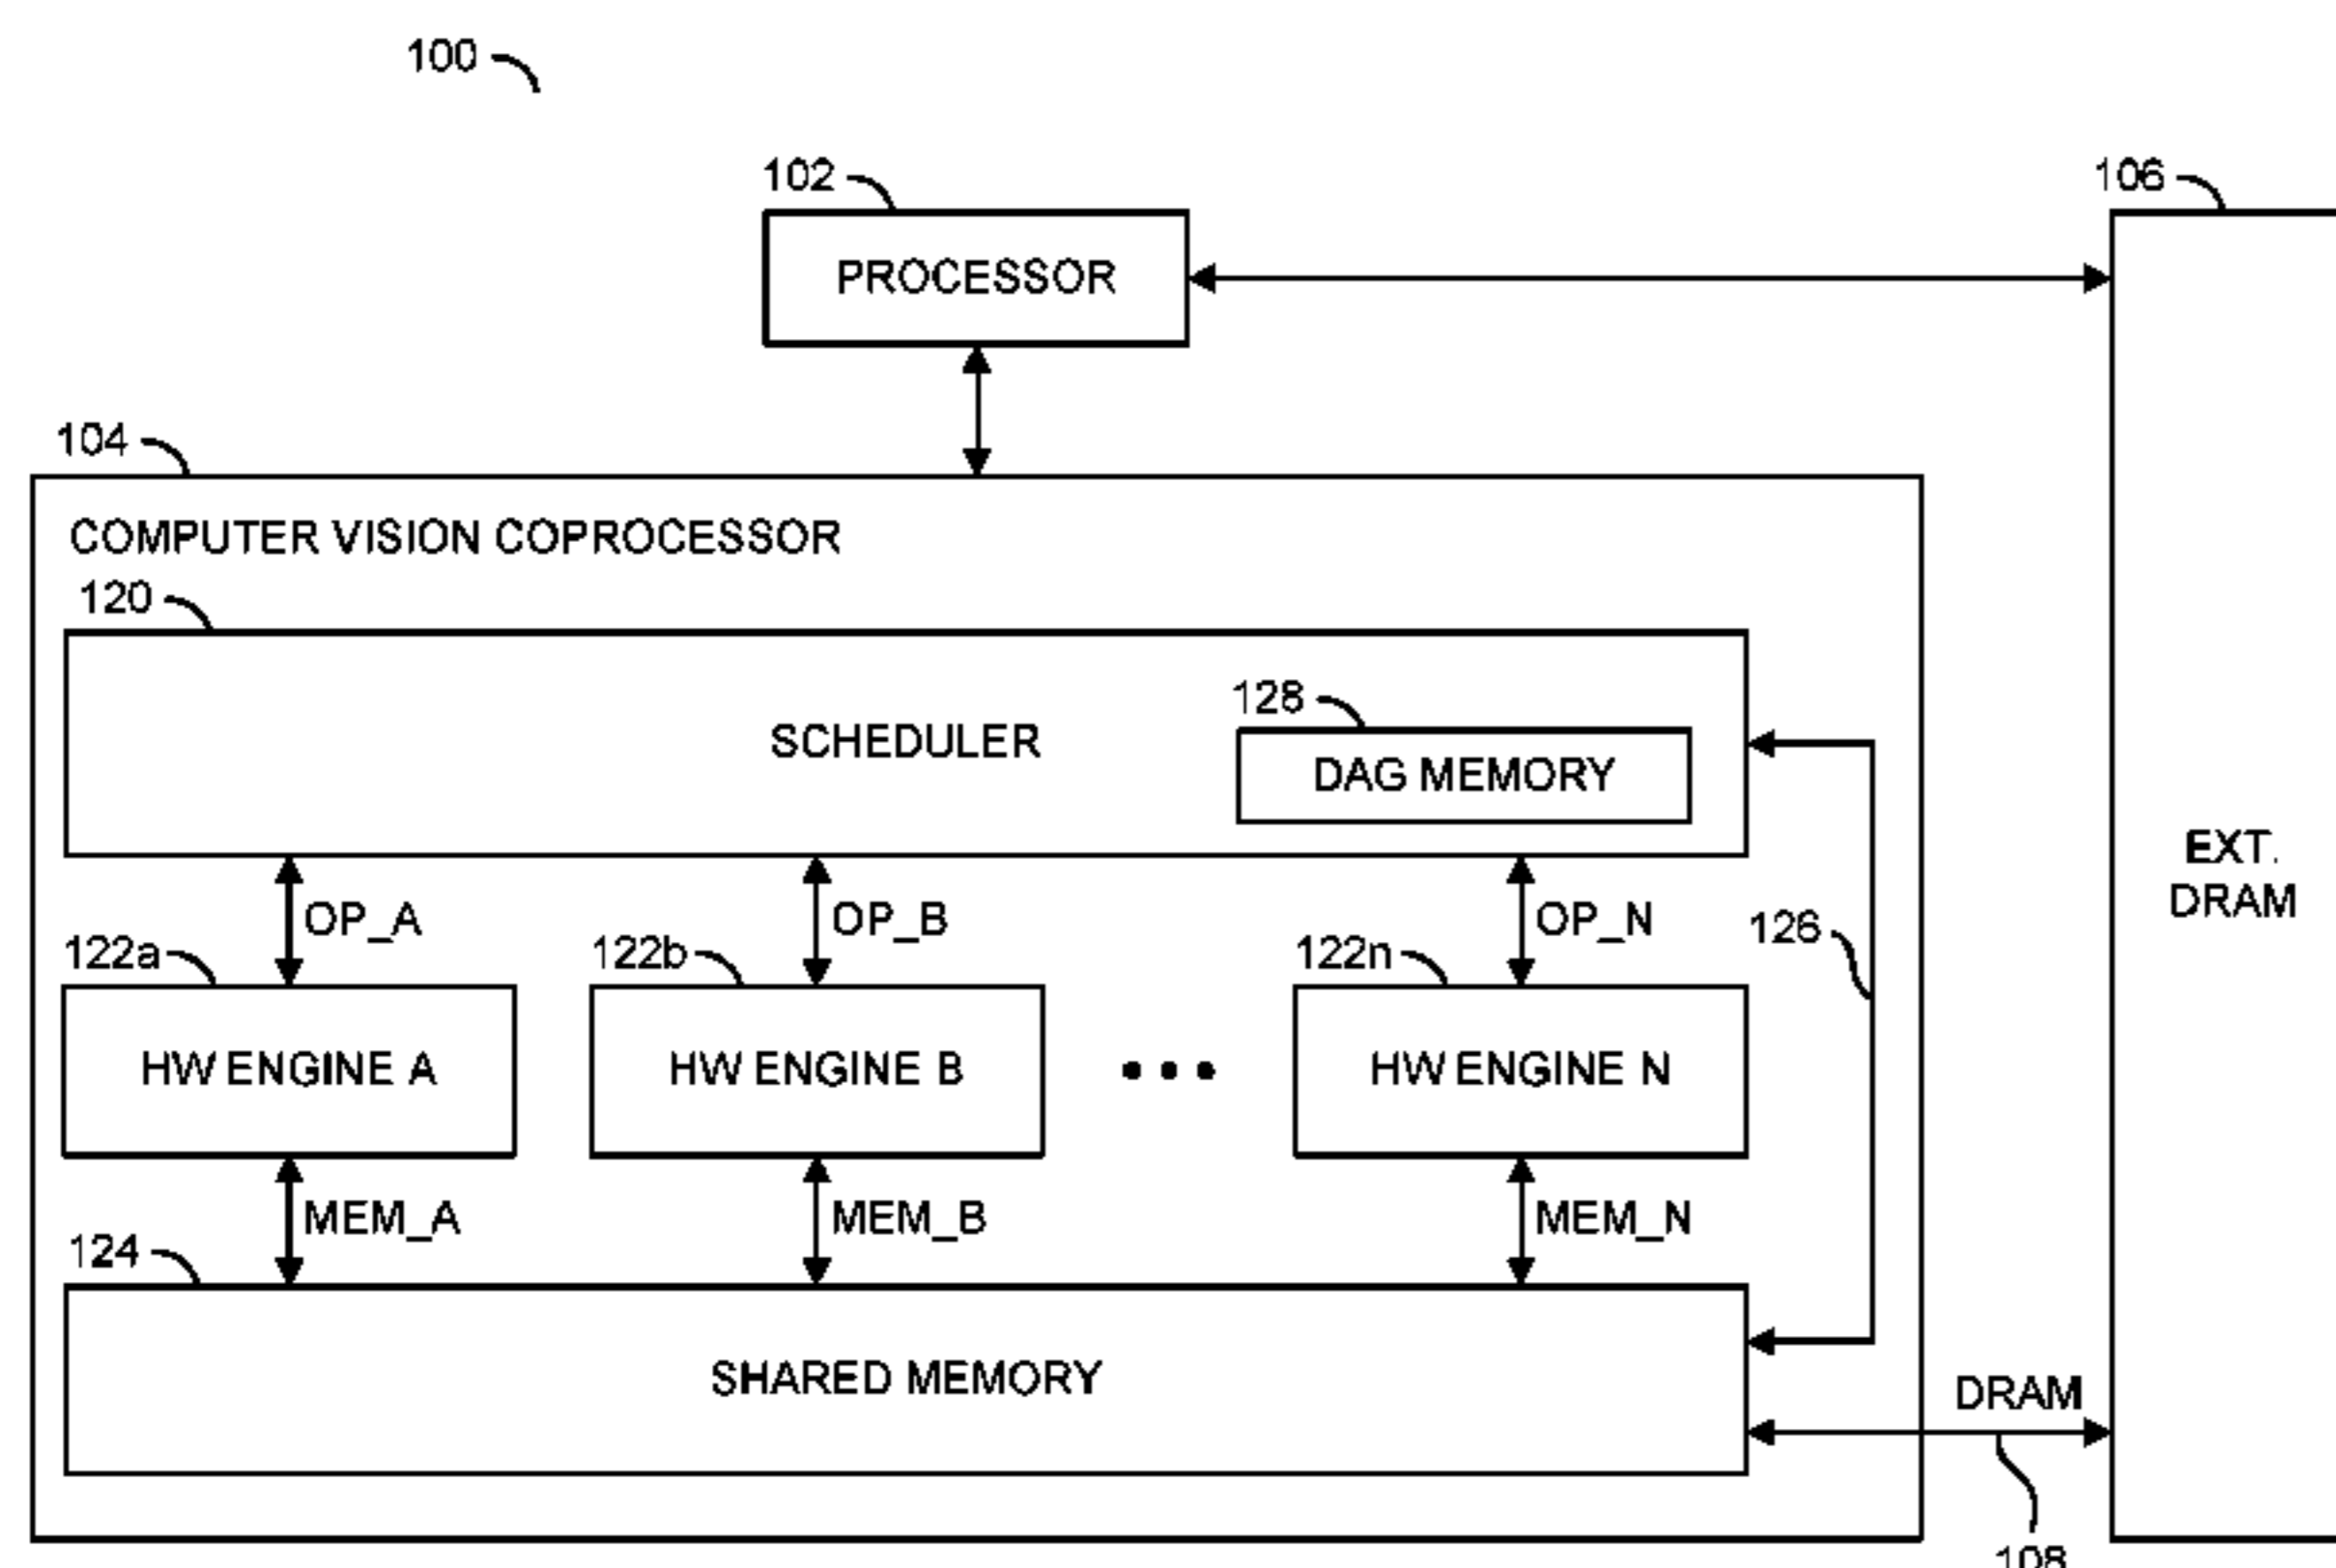 100
102
106
PROCESSOR
104
COMPUTER VISION COPROCESSOR
120
128
SCHEDULER
DAG MEMORY
EXT.
DRAM
OP_A
OP_B
OP_N
126
122a
122b
122n
HW ENGINE A
HW ENGINE B
• • •
HW ENGINE N
MEM_A
MEM_B
MEM_N
124
SHARED MEMORY
DRAM
108